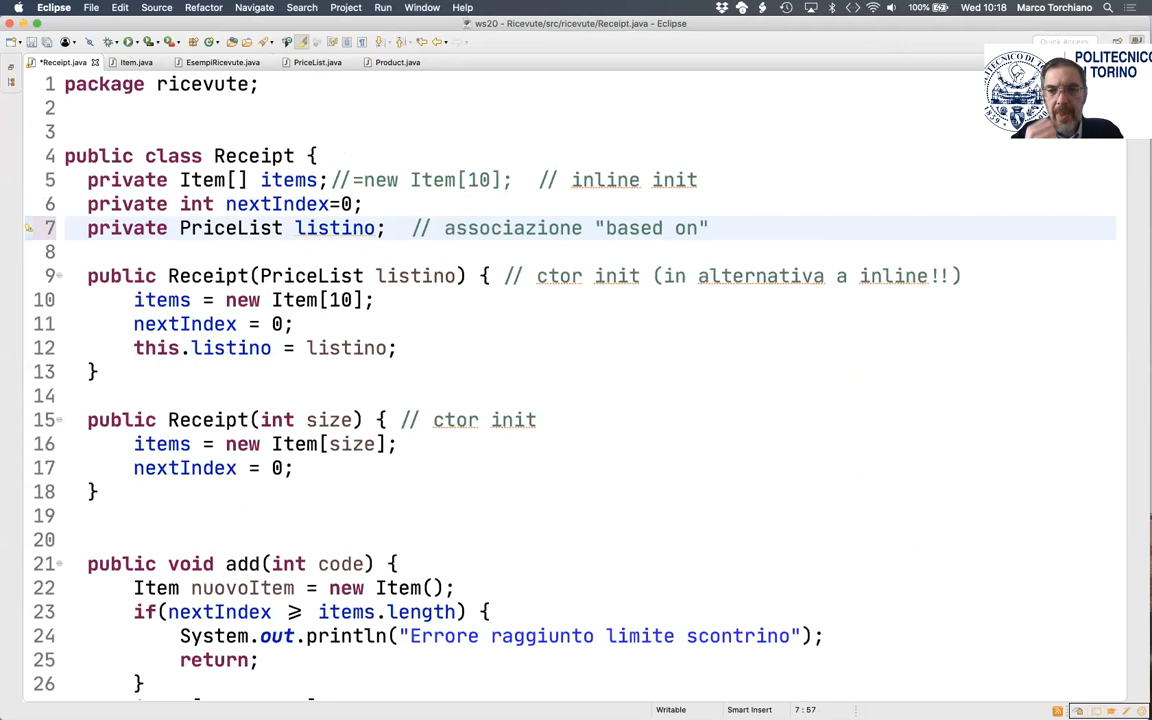 Eclipse File Edit Source Refactor Navigate Search Project Run Window Help 100% Wed 10:18 Marco Torchiano
ws20 - Ricevute/src/ricevute/Receipt.java - Eclipse
Quick Access
*Receipt.java Item.java EsempiRicevute.java PriceList.java Product.java
POLITECNICO
DI TORINO
1859
1 package ricevute;
2
3
4 public class Receipt {
5 private Item[] items;//=new Item[10]; // inline init
6 private int nextIndex=0;
7 private PriceList listino; // associazione "based on"
8
9 public Receipt(PriceList listino) { // ctor init (in alternativa a inline!!)
10 items = new Item[10];
11 nextIndex = 0;
12 this.listino = listino;
13 }
14
15 public Receipt(int size) { // ctor init
16 items = new Item[size];
17 nextIndex = 0;
18 }
19
20
21 public void add(int code) {
22 Item nuovoItem = new Item();
23 if(nextIndex >= items.length) {
24 System.out.println("Errore raggiunto limite scontrino");
25 return;
26 }
Writable Smart Insert 7 : 57